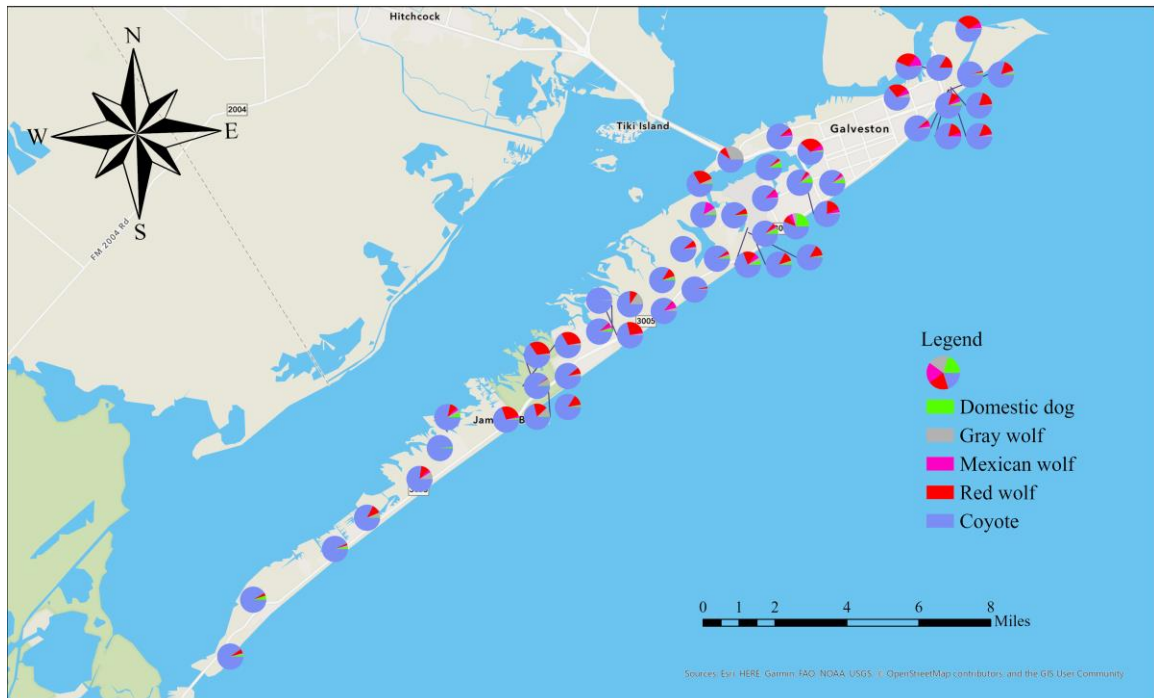 Hitchcock
N
2004
W
E
Tiki Island
Galveston
S
FM 2004 Rd
3005
Legend
Domestic dog
Gray wolf
Mexican wolf
Red wolf
Coyote
Jam
B
0 1 2 4 6 8
Miles
Sources: Esri, HERE, Garmin, FAO, NOAA, USGS, © OpenStreetMap contributors, and the GIS User Community